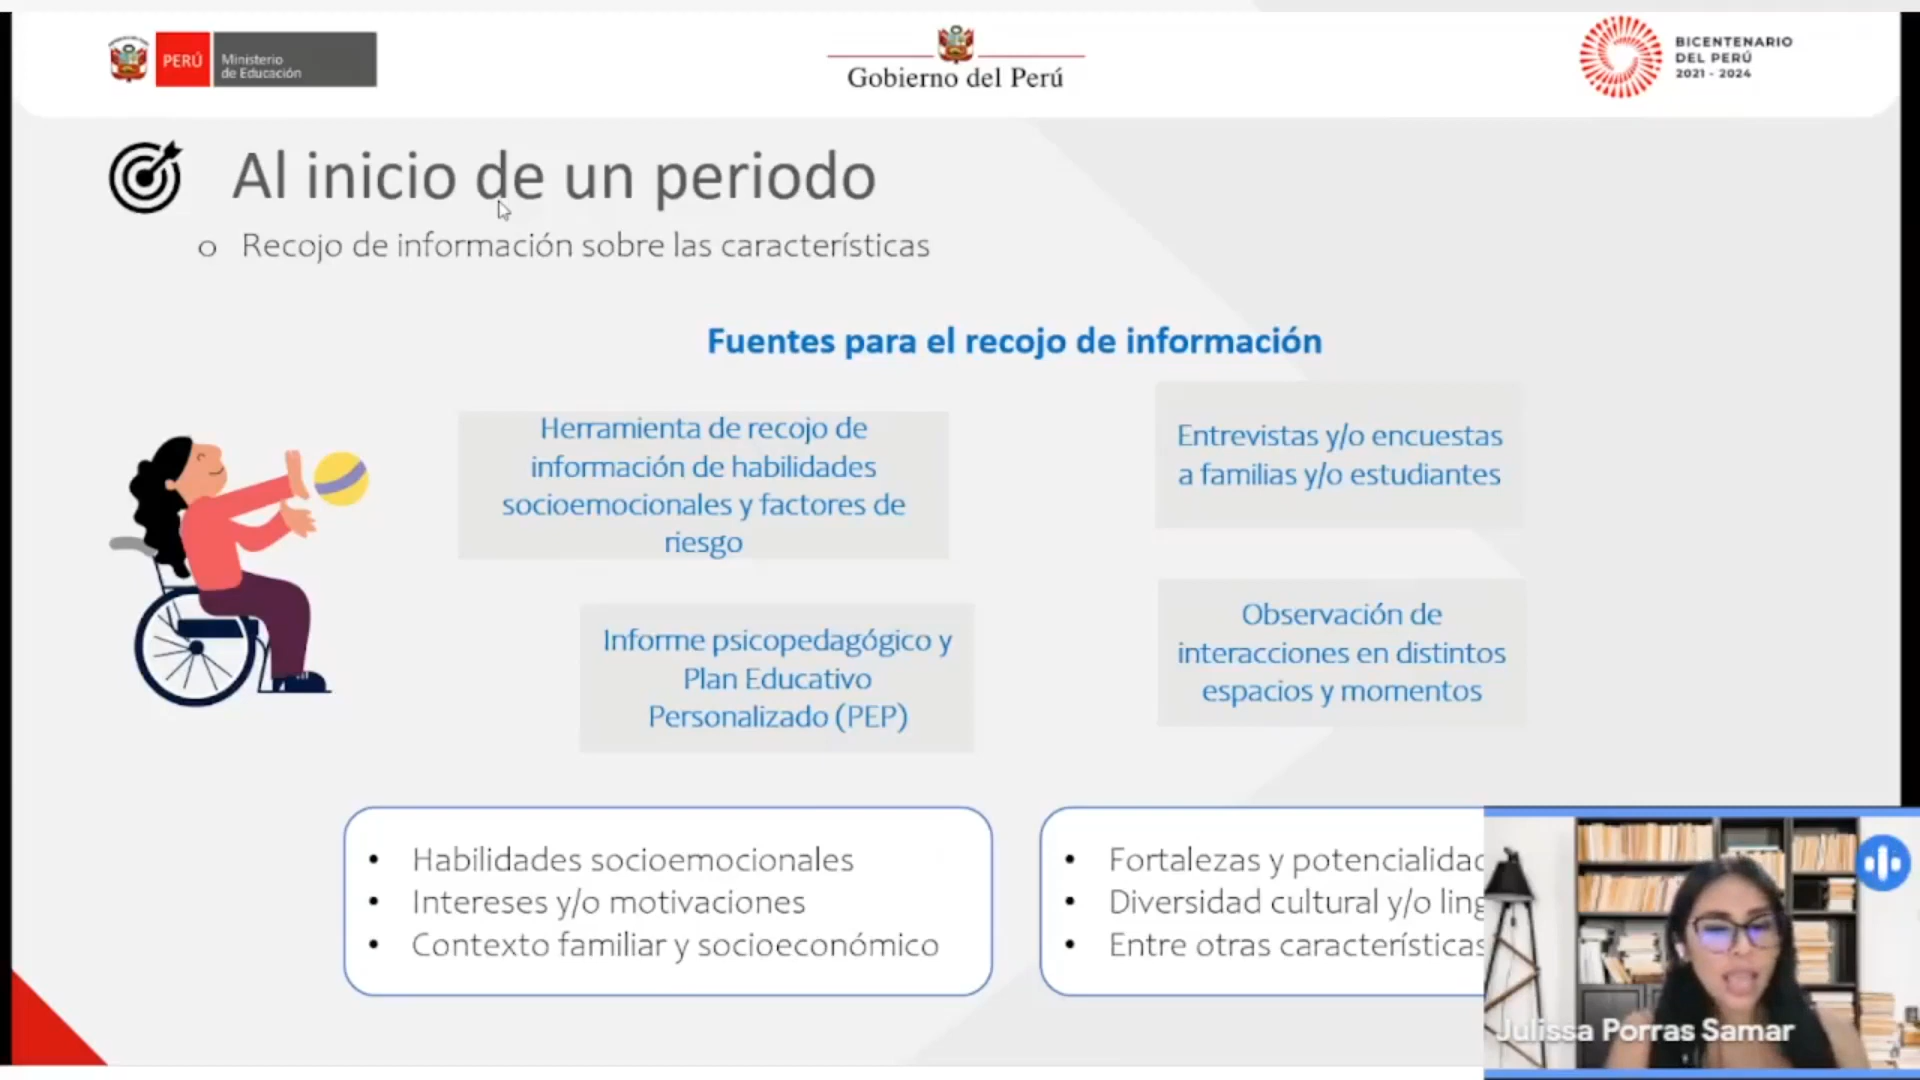 PERÚ
Ministerio
de Educación
Gobierno del Perú
BICENTENARIO
DEL PERÚ
2021 - 2024
Al inicio de un periodo
o Recojo de información sobre las características
Fuentes para el recojo de información
Herramienta de recojo de
información de habilidades
socioemocionales y factores de
riesgo
Entrevistas y/o encuestas
a familias y/o estudiantes
Informe psicopedagógico y
Plan Educativo
Personalizado (PEP)
Observación de
interacciones en distintos
espacios y momentos
• Habilidades socioemocionales
• Intereses y/o motivaciones
• Contexto familiar y socioeconómico
• Fortalezas y
• Diversidad cultural y/o
• Entre otras características
Julissa Porras Samar